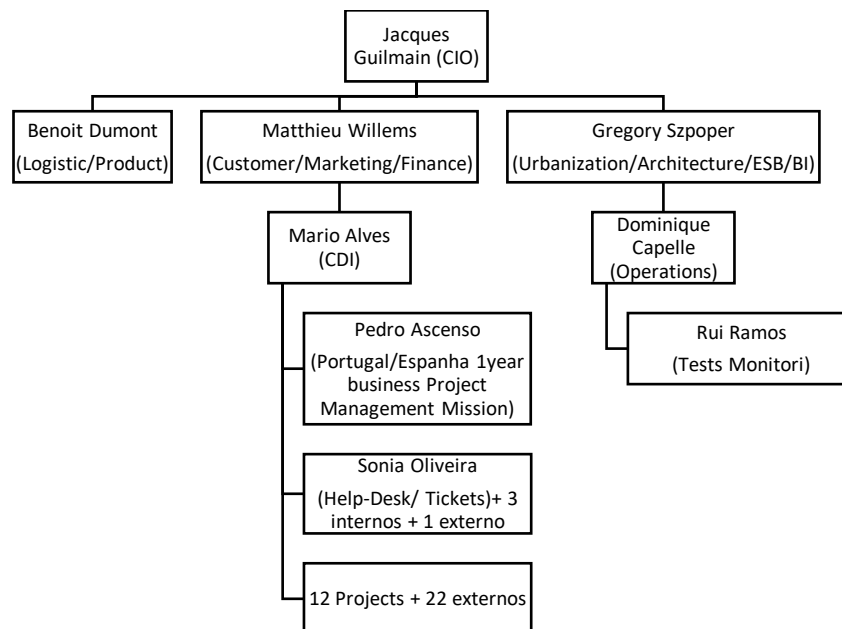 Jacques
Guilmain (CIO)
Benoit Dumont
(Logistic/Product)
Matthieu Willems
(Customer/Marketing/Finance)
Gregory Szpoper
(Urbanization/Architecture/ESB/BI)
Mario Alves
(CDI)
Dominique
Capelle
(Operations)
Pedro Ascenso
(Portugal/Espanha 1year
business Project
Management Mission)
Rui Ramos
(Tests Monitori)
Sonia Oliveira
(Help-Desk/ Tickets)+ 3
internos + 1 externo
12 Projects + 22 externos